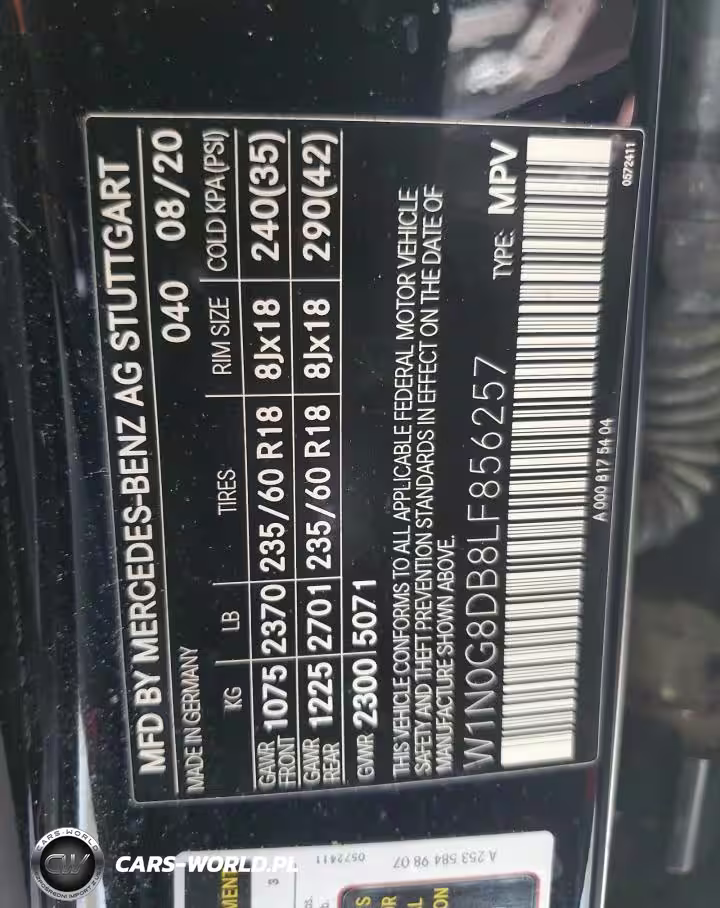 MFD BY MERCEDES-BENZ AG STUTTGART
MADE IN GERMANY 040 08/20
KG LB TIRES RIM SIZE COLD KPA(PSI)
GAWR FRONT 1075 2370 235/60 R18 8Jx18 240(35)
GAWR REAR 1225 2701 235/60 R18 8Jx18 290(42)
GVWR 2300 5071
THIS VEHICLE CONFORMS TO ALL APPLICABLE FEDERAL MOTOR VEHICLE
SAFETY AND THEFT PREVENTION STANDARDS IN EFFECT ON THE DATE OF
MANUFACTURE SHOWN ABOVE.
W1N0G8DB8LF856257 TYPE: MPV
A 000 817 54 04
0572411
A 253 584 98 07
0572411
CARS-WORLD.PL
CARS-WORLD
CW